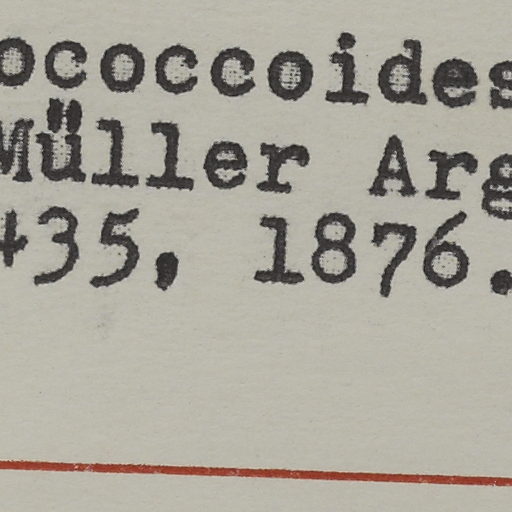 ococcoides
Müller Arg
435, 1876.